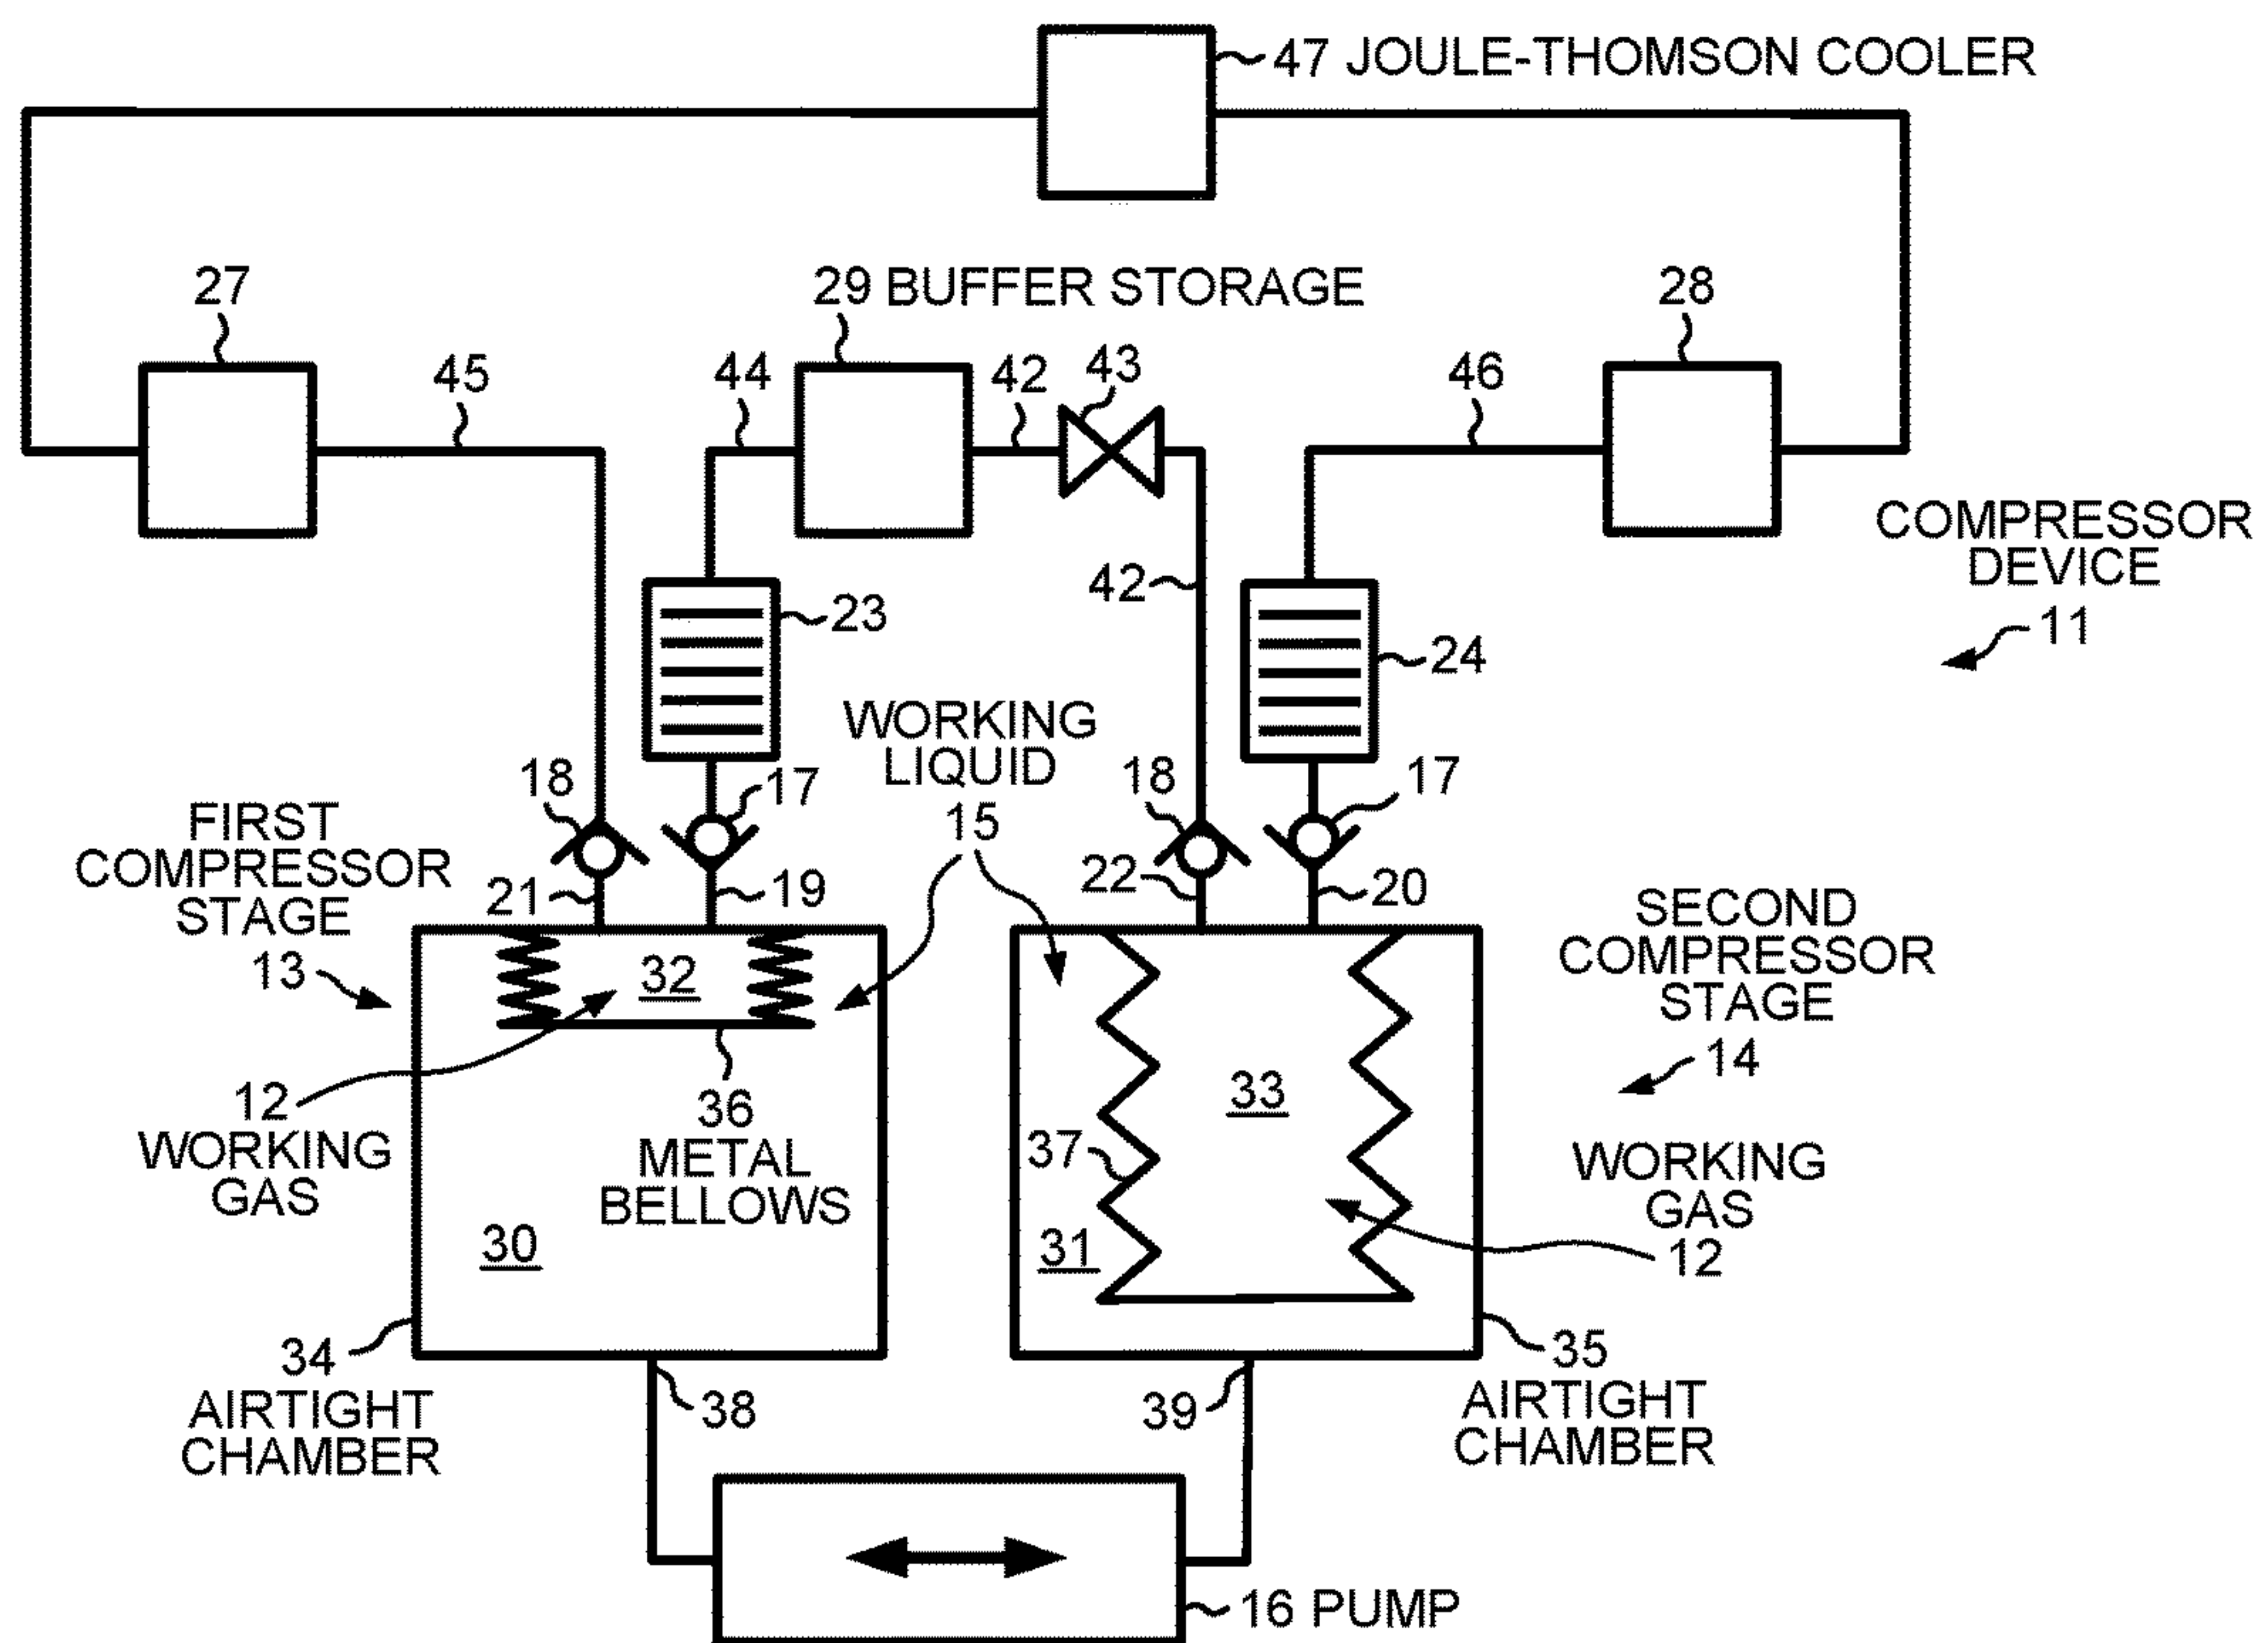 47 JOULE-THOMSON COOLER
27
29 BUFFER STORAGE
28
45
44
42
43
46
COMPRESSOR
DEVICE
11
42
23
24
WORKING
LIQUID
15
18
17
18
17
FIRST
COMPRESSOR
STAGE
13
21
19
22
20
SECOND
COMPRESSOR
STAGE
14
32
33
12
WORKING
GAS
36
METAL
BELLOWS
37
WORKING
GAS
12
30
31
34
AIRTIGHT
CHAMBER
38
39
35
AIRTIGHT
CHAMBER
16 PUMP